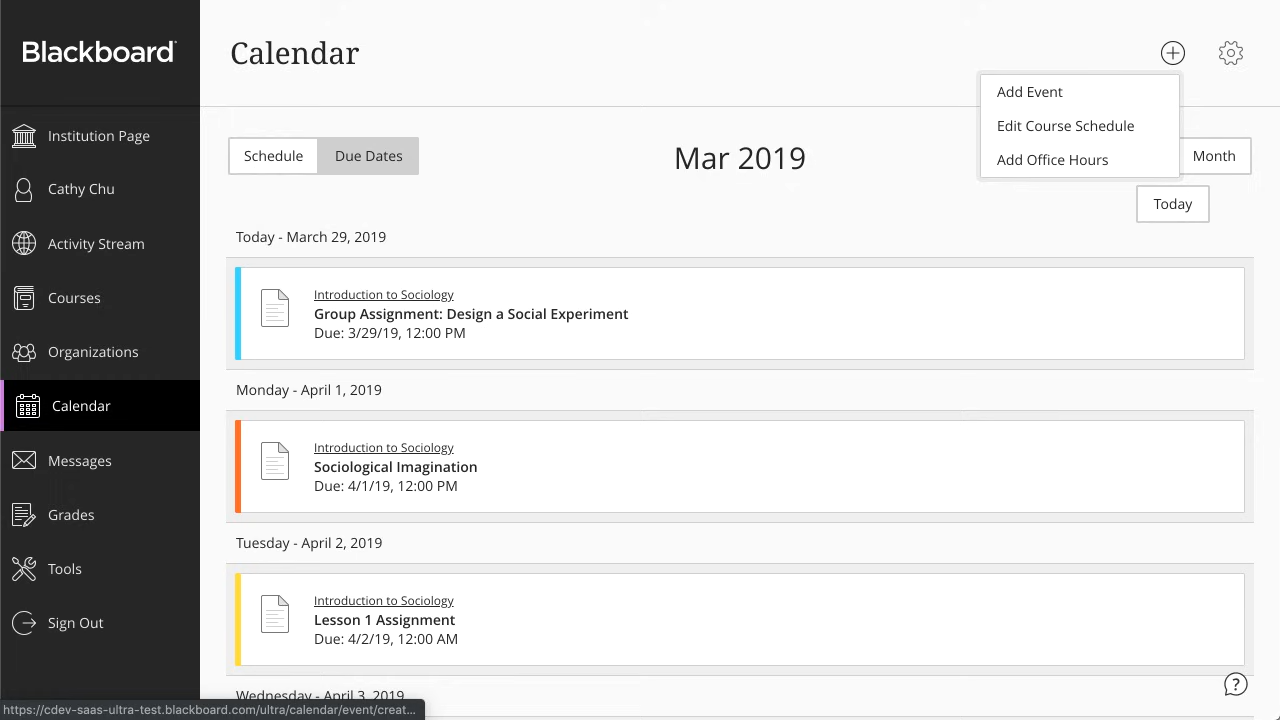 Blackboard
Institution Page
Cathy Chu
Activity Stream
Courses
Organizations
Calendar
Messages
Grades
Tools
Sign Out
Calendar
Add Event
Edit Course Schedule
Add Office Hours
Schedule
Due Dates
Mar 2019
Month
Today
Today - March 29, 2019
Introduction to Sociology
Group Assignment: Design a Social Experiment
Due: 3/29/19, 12:00 PM
Monday - April 1, 2019
Introduction to Sociology
Sociological Imagination
Due: 4/1/19, 12:00 PM
Tuesday - April 2, 2019
Introduction to Sociology
Lesson 1 Assignment
Due: 4/2/19, 12:00 AM
Wednesday - April 3, 2019
?
https://cdev-saas-ultra-test.blackboard.com/ultra/calendar/event/creat...